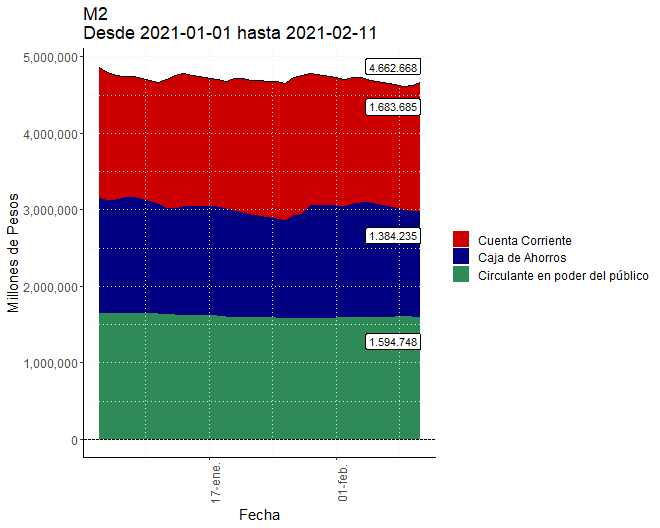 M2
Desde 2021-01-01 hasta 2021-02-11
Millones de Pesos
5,000,000
4,000,000
3,000,000
2,000,000
1,000,000
0
4.662.668
1.683.685
1.384.235
1.594.748
17-ene.
01-feb.
Fecha
Cuenta Corriente
Caja de Ahorros
Circulante en poder del público